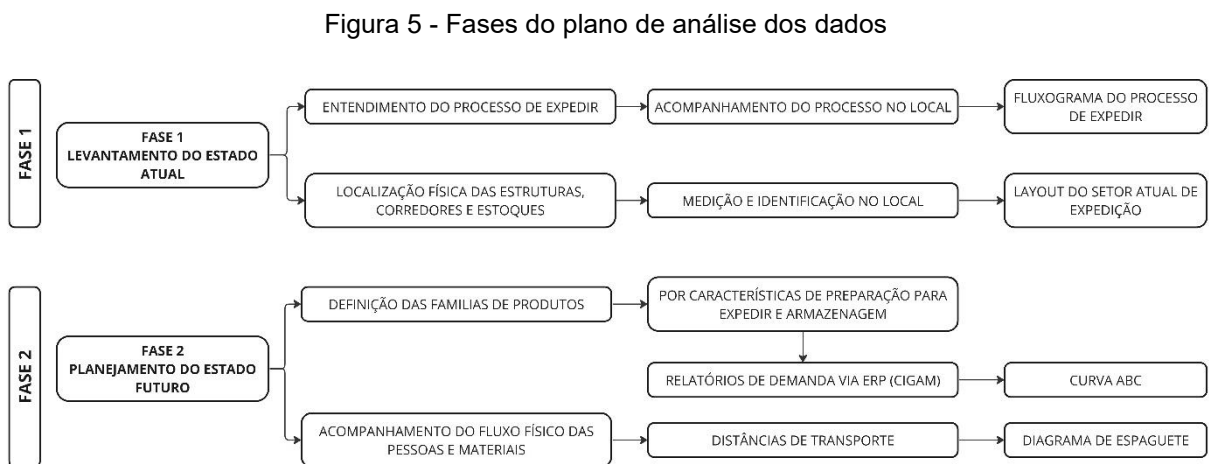 Figura 5 - Fases do plano de análise dos dados
FASE 1
FASE 1
LEVANTAMENTO DO ESTADO
ATUAL
ENTENDIMENTO DO PROCESSO DE EXPEDIR
ACOMPANHAMENTO DO PROCESSO NO LOCAL
FLUXOGRAMA DO PROCESSO
DE EXPEDIR
LOCALIZAÇÃO FÍSICA DAS ESTRUTURAS,
CORREDORES E ESTOQUES
MEDIÇÃO E IDENTIFICAÇÃO NO LOCAL
LAYOUT DO SETOR ATUAL DE
EXPEDIÇÃO
FASE 2
FASE 2
PLANEJAMENTO DO ESTADO
FUTURO
DEFINIÇÃO DAS FAMILIAS DE PRODUTOS
POR CARACTERÍSTICAS DE PREPARAÇÃO PARA
EXPEDIR E ARMAZENAGEM
RELATÓRIOS DE DEMANDA VIA ERP (CIGAM)
CURVA ABC
ACOMPANHAMENTO DO FLUXO FÍSICO DAS
PESSOAS E MATERIAIS
DISTÂNCIAS DE TRANSPORTE
DIAGRAMA DE ESPAGUETE